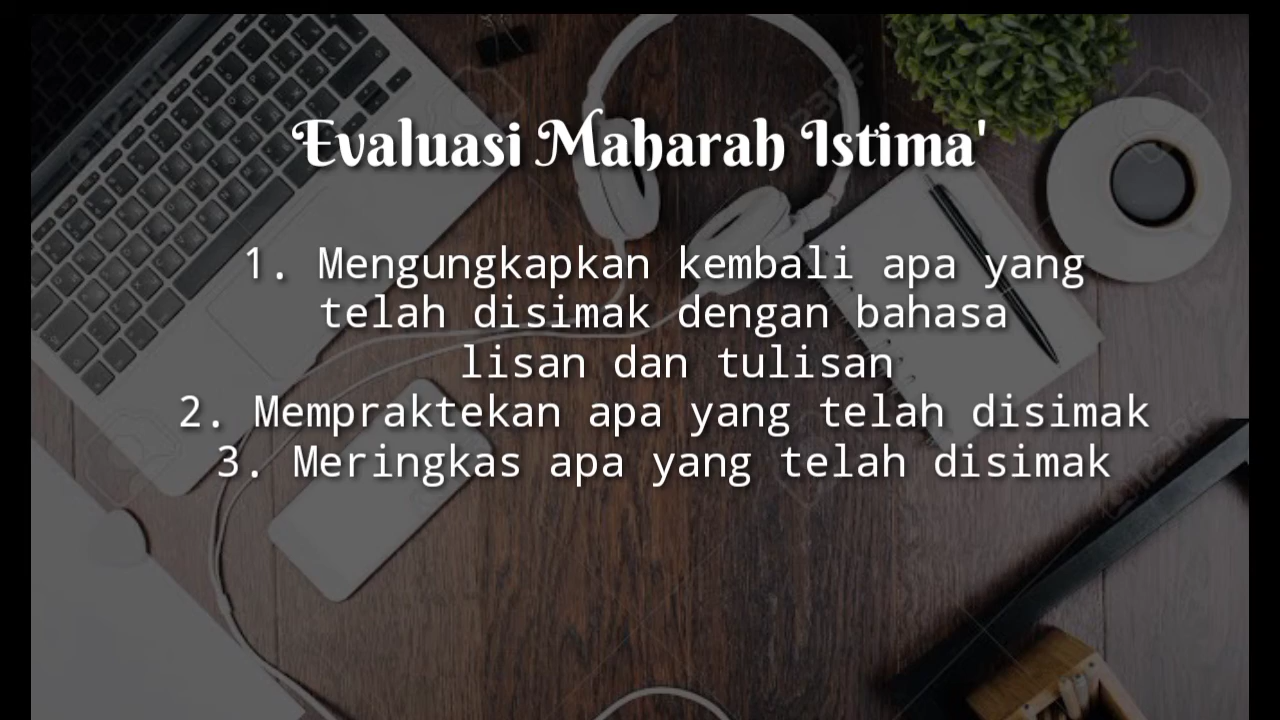 Evaluasi Maharah Istima'
1. Mengungkapkan kembali apa yang
telah disimak dengan bahasa
lisan dan tulisan
2. Mempraktekan apa yang telah disimak
3. Meringkas apa yang telah disimak